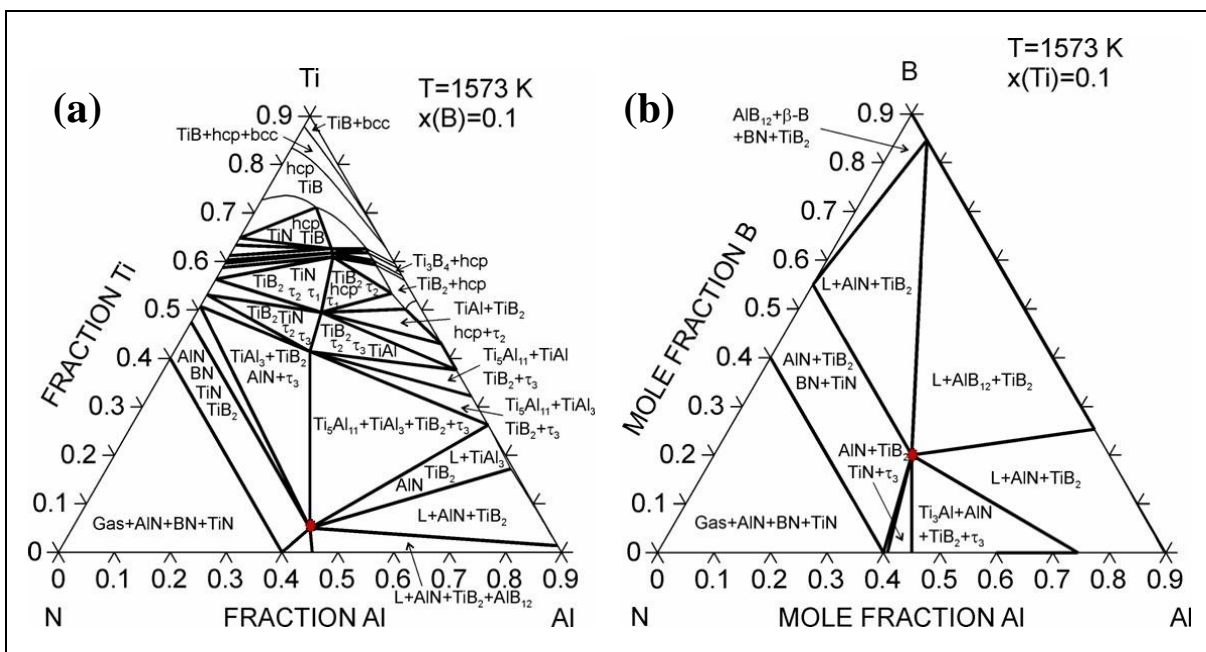 (a)
Ti
T=1573 K
x(B)=0.1
TiB+bcc
TiB+hcp+bcc
hcp
TiB
hcp
TiN TiB
Ti₃B₄+hcp
TiB₂+hcp
TiN
TiB₂ τ₂ τ₁
TiB₂
hcp τ₂
τ₁
TiAl+TiB₂
hcp+τ₂
TiB₂TiN
τ₂τ₃
TiB₂
τ₂τ₃TiAl
Ti₅Al₁₁+TiAl
TiB₂+τ₃
AlN
BN
TiN
TiB₂
TiAl₃+TiB₂
AlN+τ₃
Ti₅Al₁₁+TiAl₃+TiB₂+τ₃
Ti₅Al₁₁+TiAl₃
TiB₂+τ₃
L+TiAl₃
TiB₂
AlN
L+AlN+TiB₂
Gas+AlN+BN+TiN
L+AlN+TiB₂+AlB₁₂
FRACTION Ti
0.9
0.8
0.7
0.6
0.5
0.4
0.3
0.2
0.1
0
0 0.1 0.2 0.3 0.4 0.5 0.6 0.7 0.8 0.9
N FRACTION Al Al
(b)
B
T=1573 K
x(Ti)=0.1
AlB₁₂+β-B
+BN+TiB₂
L+AlN+TiB₂
AlN+TiB₂
BN+TiN
L+AlB₁₂+TiB₂
AlN+TiB₂
TiN+τ₃
L+AlN+TiB₂
Ti₃Al+AlN
+TiB₂+τ₃
Gas+AlN+BN+TiN
MOLE FRACTION B
0.9
0.8
0.7
0.6
0.5
0.4
0.3
0.2
0.1
0
0 0.1 0.2 0.3 0.4 0.5 0.6 0.7 0.8 0.9
N MOLE FRACTION Al Al